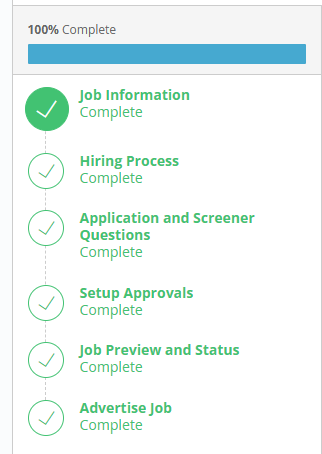 100% Complete
Job Information
Complete
Hiring Process
Complete
Application and Screener
Questions
Complete
Setup Approvals
Complete
Job Preview and Status
Complete
Advertise Job
Complete